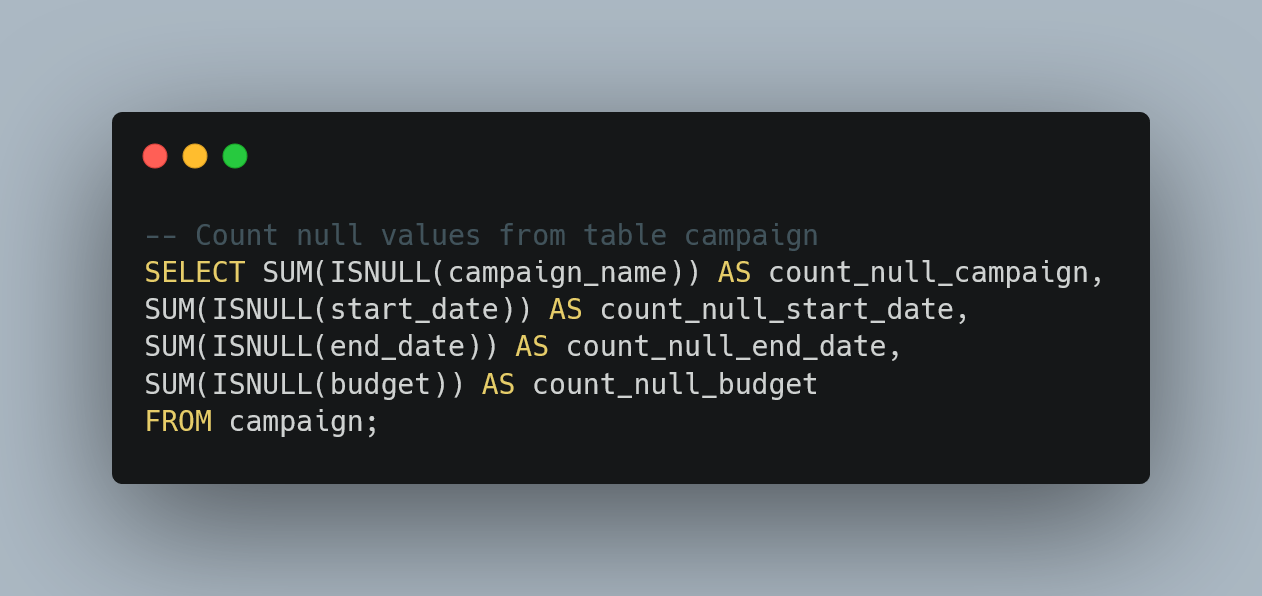 -- Count null values from table campaign
SELECT SUM(ISNULL(campaign_name)) AS count_null_campaign,
SUM(ISNULL(start_date)) AS count_null_start_date,
SUM(ISNULL(end_date)) AS count_null_end_date,
SUM(ISNULL(budget)) AS count_null_budget
FROM campaign;